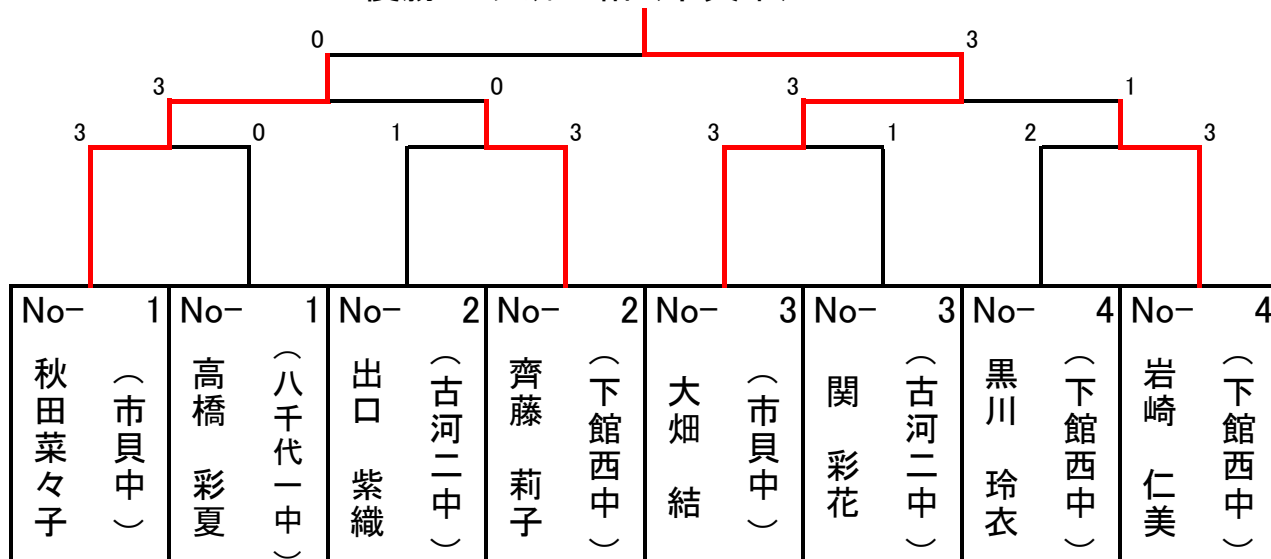 0 3
3 0 3 1
3 0 1 3 3 1 2 3
No- 1 No- 1 No- 2 No- 2 No- 3 No- 3 No- 4 No- 4
秋田菜々子 (市貝中)
高橋 彩夏 (八千代一中)
出口 紫織 (古河二中)
齊藤 莉子 (下館西中)
大畑 結 (市貝中)
関 彩花 (古河二中)
黒川 玲衣 (下館西中)
岩崎 仁美 (下館西中)